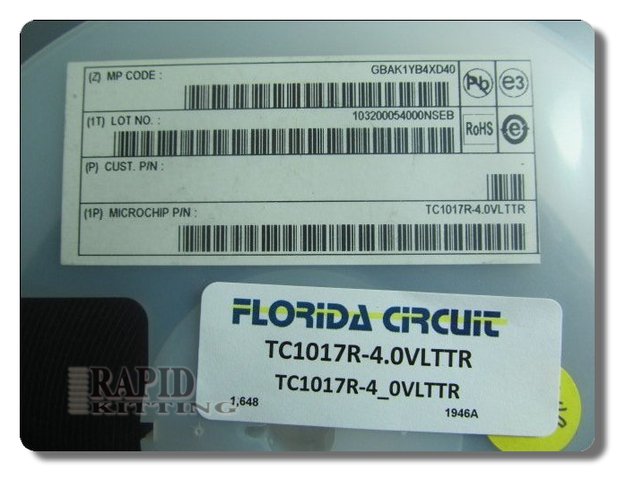 (Z) MP CODE : GBAK1YB4XD40
Pb e3
(1T) LOT NO. : 103200054000NSEB
RoHS e
(P) CUST. P/N :
(1P) MICROCHIP P/N : TC1017R-4.0VLTTR
FLORIDA CIRCUIT
TC1017R-4.0VLTTR
TC1017R-4_0VLTTR
1,648 1946A
RAPID
KITTING